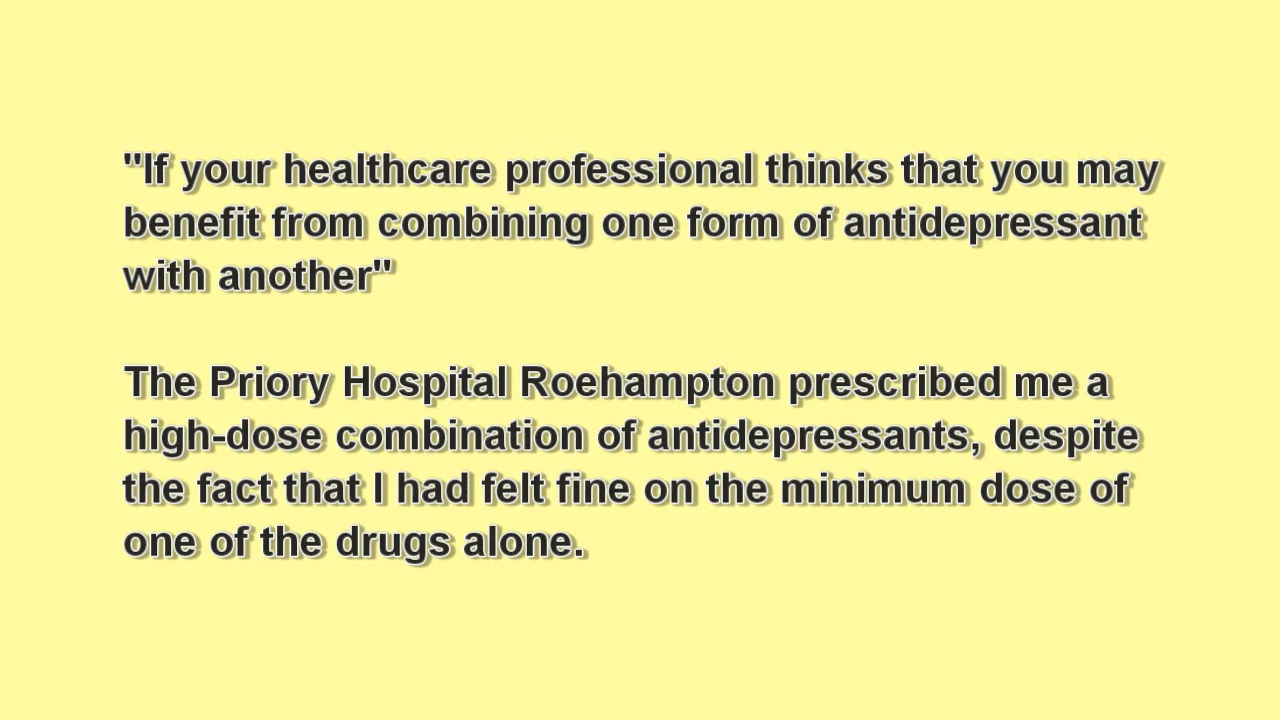 "If your healthcare professional thinks that you may
benefit from combining one form of antidepressant
with another"
The Priory Hospital Roehampton prescribed me a
high-dose combination of antidepressants, despite
the fact that I had felt fine on the minimum dose of
one of the drugs alone.